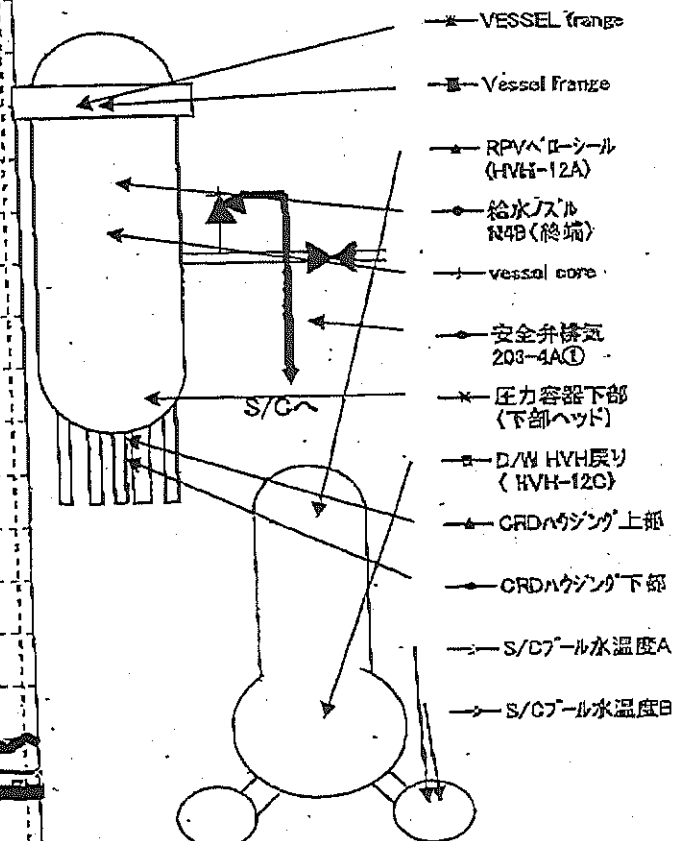 VESSEL frange
Vessel frange
RPVベローシール
(HVH-12A)
給水ノズル
N4B(終端)
vessel core
安全弁排気
203-4A①
圧力容器下部
(下部ヘッド)
D/W HVH戻り
( HVH-12C)
CRDハウジング上部
CRDハウジング下部
S/Cプール水温度A
S/Cプール水温度B
S/Cへ